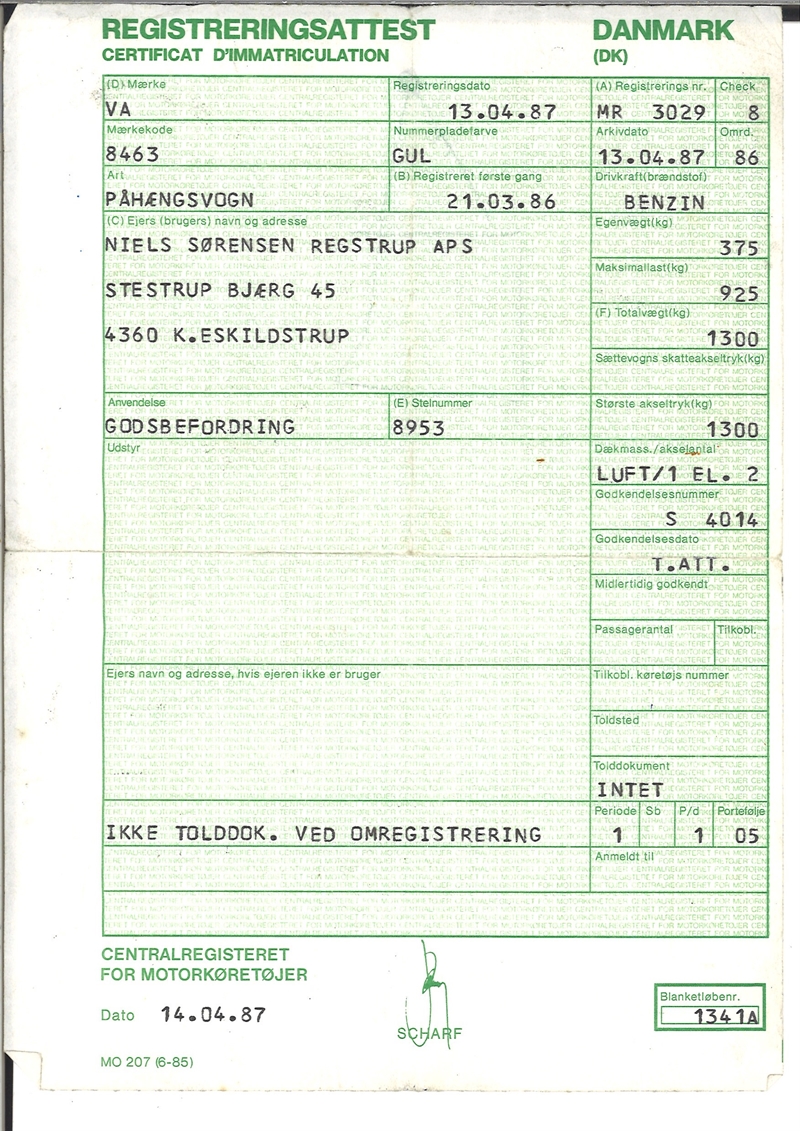 REGISTRERINGSATTEST DANMARK
CERTIFICAT D'IMMATRICULATION (DK)
(D) Mærke Registreringsdato (A) Registrerings nr. Check
VA 13.04.87 MR 3029 8
Mærkekode Nummerpladefarve Arkivdato Omrd.
8463 GUL 13.04.87 86
Art (B) Registreret første gang Drivkraft(brændstof)
PÅHÆNGSVOGN 21.03.86 BENZIN
(C) Ejers (brugers) navn og adresse Egenvægt(kg)
NIELS SØRENSEN REGSTRUP APS 375
Maksimallast(kg)
STESTRUP BJÆRG 45 925
(F) Totalvægt(kg)
4360 K.ESKILDSTRUP 1300
Sættevogns skatteakseltryk(kg)
Anvendelse (E) Stelnummer Største akseltryk(kg)
GODSBEFORDRING 8953 1300
Udstyr Dækmass./akselantal
LUFT/1 EL. 2
Godkendelsesnummer
S 4014
Godkendelsesdato
T.ATT.
Midlertidig godkendt
Passagerantal Tilkobl.
Ejers navn og adresse, hvis ejeren ikke er bruger Tilkobl. køretøjs nummer
Toldsted
Tolddokument
INTET
Periode Sb P/d Portefølje
IKKE TOLDDOK. VED OMREGISTRERING 1 1 05
Anmeldt til
CENTRALREGISTERET
FOR MOTORKØRETØJER
Blanketløbenr.
Dato 14.04.87 1341A
SCHARF
MO 207 (6-85)